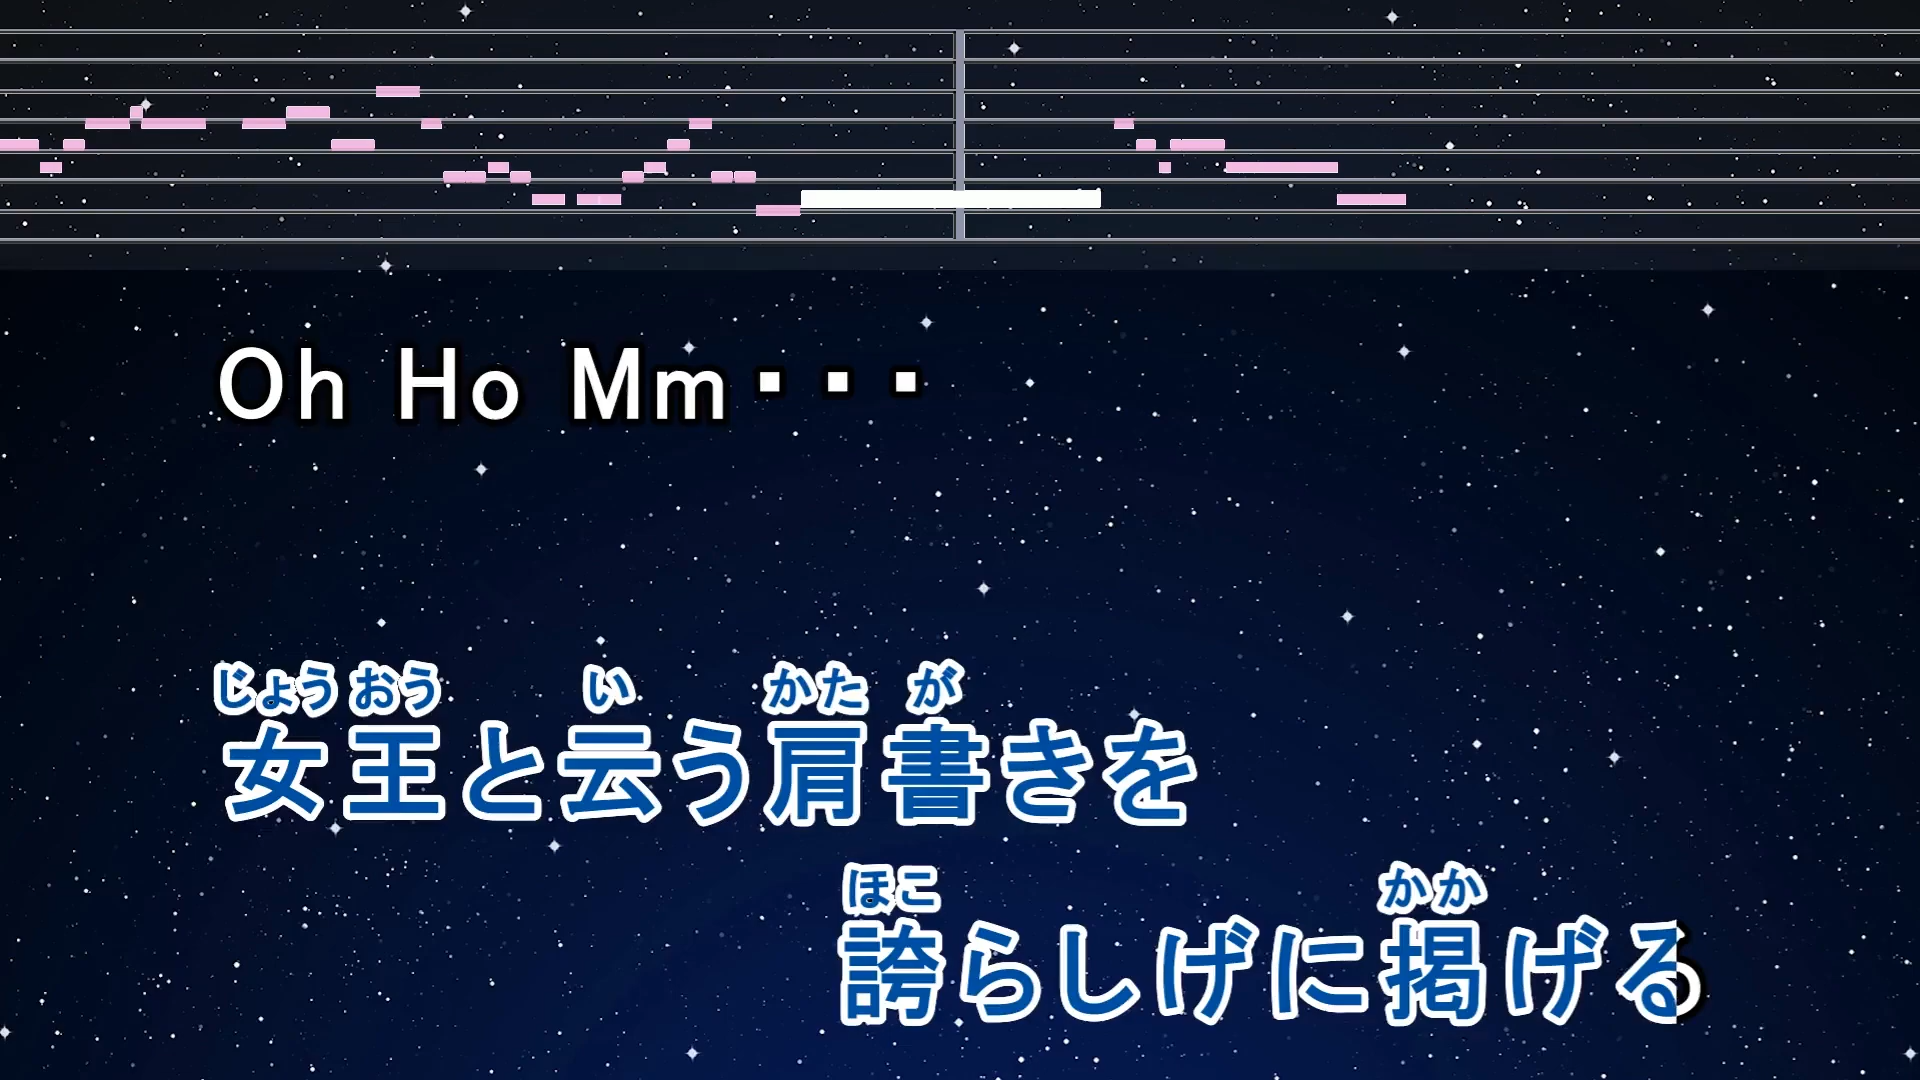 Oh Ho Mm・・・
じょうおう い かた が
女王と云う肩書きを
ほこ かか
誇らしげに掲げる